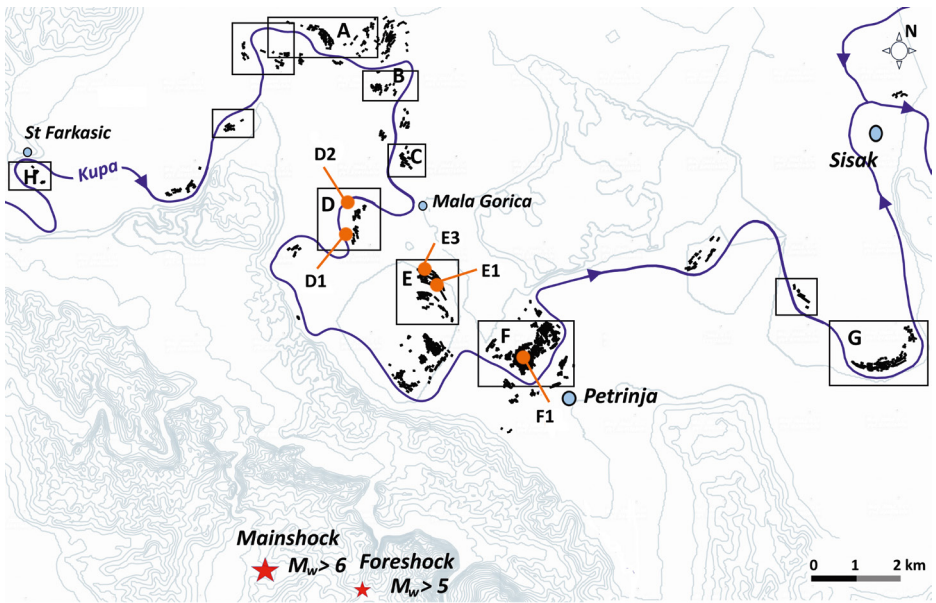 A
N
B
St Farkasic
Sisak
C
H
Kupa
D2
D
Mala Gorica
E3
D1
E
E1
F
G
Petrinja
F1
Mainshock
Mw> 6
Foreshock
Mw> 5
0 1 2 km